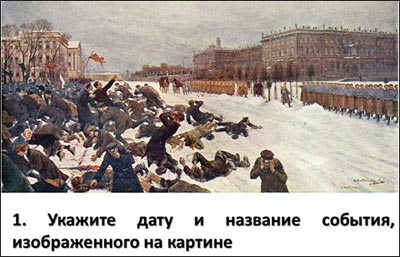 1. Укажите дату и название события,
изображенного на картине